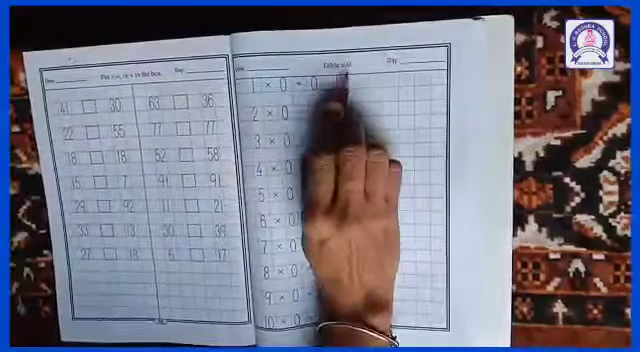 Put >,<, or = in the box.
Day
41 □ 30 63 □ 36
22 □ 55 77 □ 77
18 □ 18 52 □ 58
15 □ 7 91 □ 91
29 □ 92 11 □ 21
33 □ 13 30 □ 39
27 □ 18 6 □ 17
Day
1 × 0 = 0
2 × 0
3 × 0
4 × 0
5 × 0
6 × 0
7 × 0
8 × 0
9 × 0
10 × 0